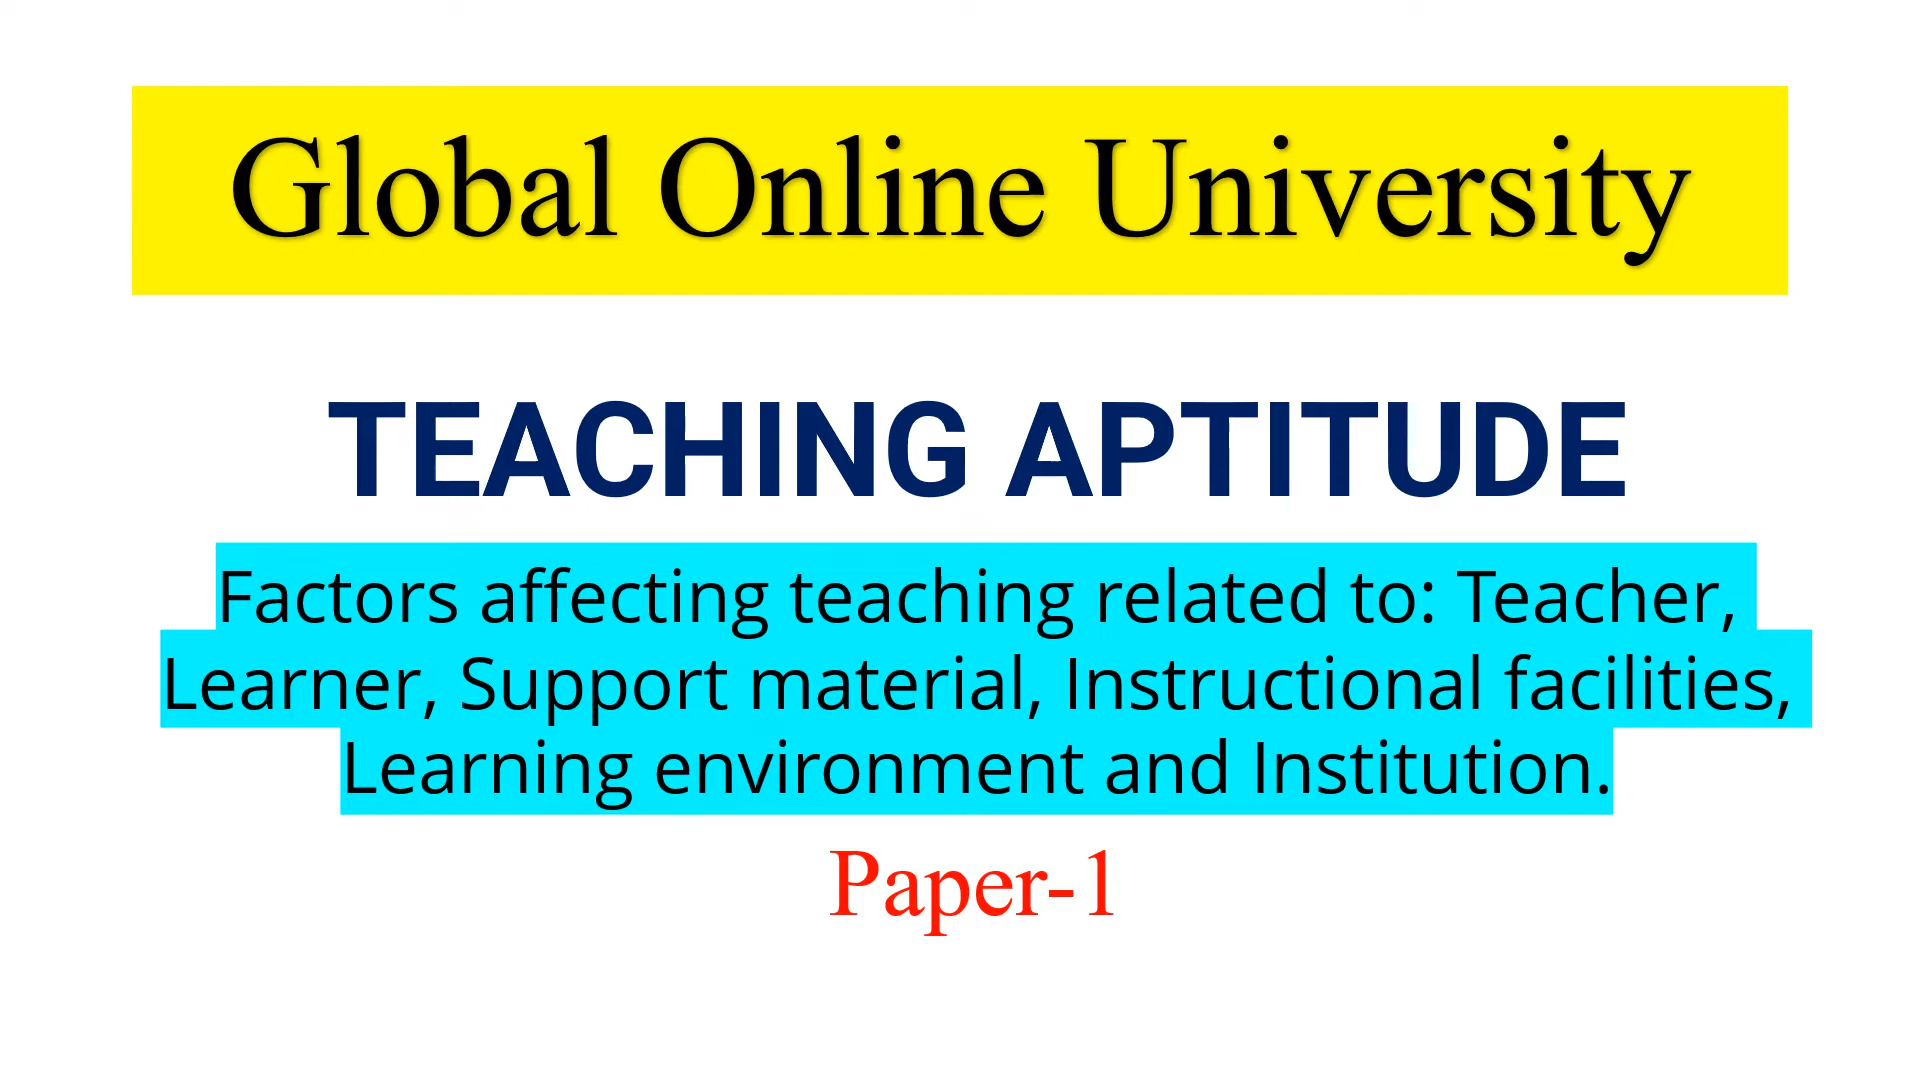 Global Online University
TEACHING APTITUDE
Factors affecting teaching related to: Teacher,
Learner, Support material, Instructional facilities,
Learning environment and Institution.
Paper-1